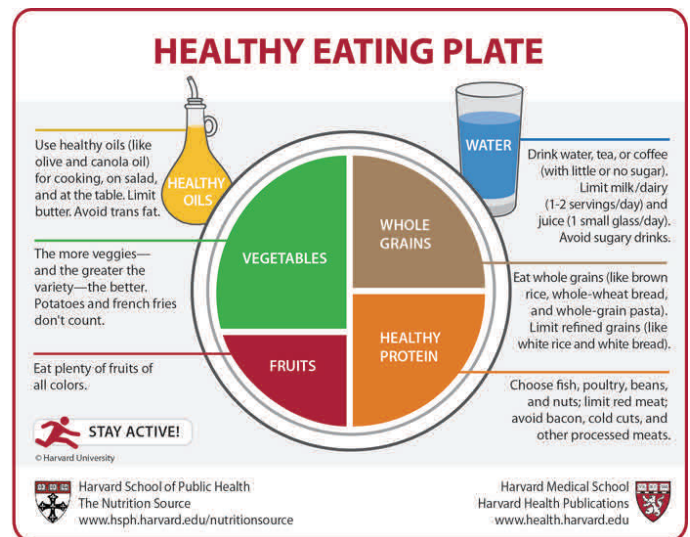 HEALTHY EATING PLATE
Use healthy oils (like
olive and canola oil)
for cooking, on salad,
and at the table. Limit
butter. Avoid trans fat.
HEALTHY
OILS
WATER
Drink water, tea, or coffee
(with little or no sugar).
Limit milk/dairy
(1-2 servings/day) and
juice (1 small glass/day).
Avoid sugary drinks.
The more veggies—
and the greater the
variety—the better.
Potatoes and french fries
don't count.
VEGETABLES
WHOLE
GRAINS
Eat whole grains (like brown
rice, whole-wheat bread,
and whole-grain pasta).
Limit refined grains (like
white rice and white bread).
Eat plenty of fruits of
all colors.
FRUITS
HEALTHY
PROTEIN
Choose fish, poultry, beans,
and nuts; limit red meat;
avoid bacon, cold cuts, and
other processed meats.
STAY ACTIVE!
© Harvard University
Harvard School of Public Health
The Nutrition Source
www.hsph.harvard.edu/nutritionsource
Harvard Medical School
Harvard Health Publications
www.health.harvard.edu